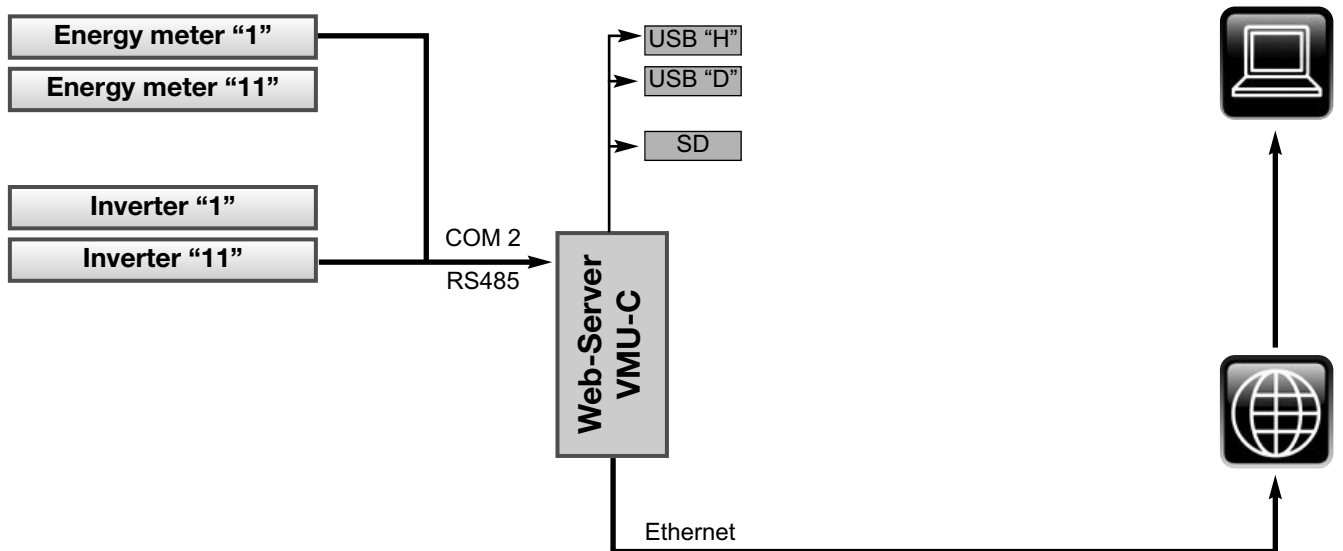 Energy meter “1”
Energy meter “11”
Inverter “1”
Inverter “11”
COM 2
RS485
USB “H”
USB “D”
SD
Web-Server
VMU-C
Ethernet